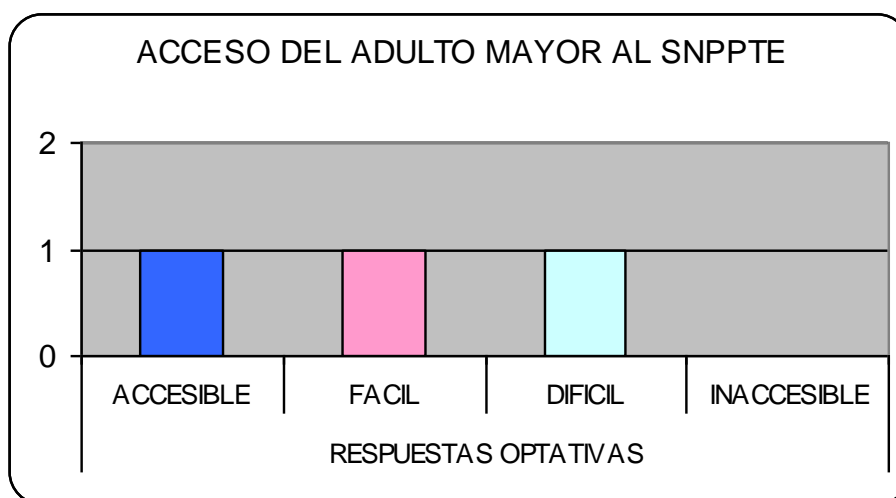 ACCESO DEL ADULTO MAYOR AL SNPPTE
2
1
0
ACCESIBLE FACIL DIFICIL INACCESIBLE
RESPUESTAS OPTATIVAS